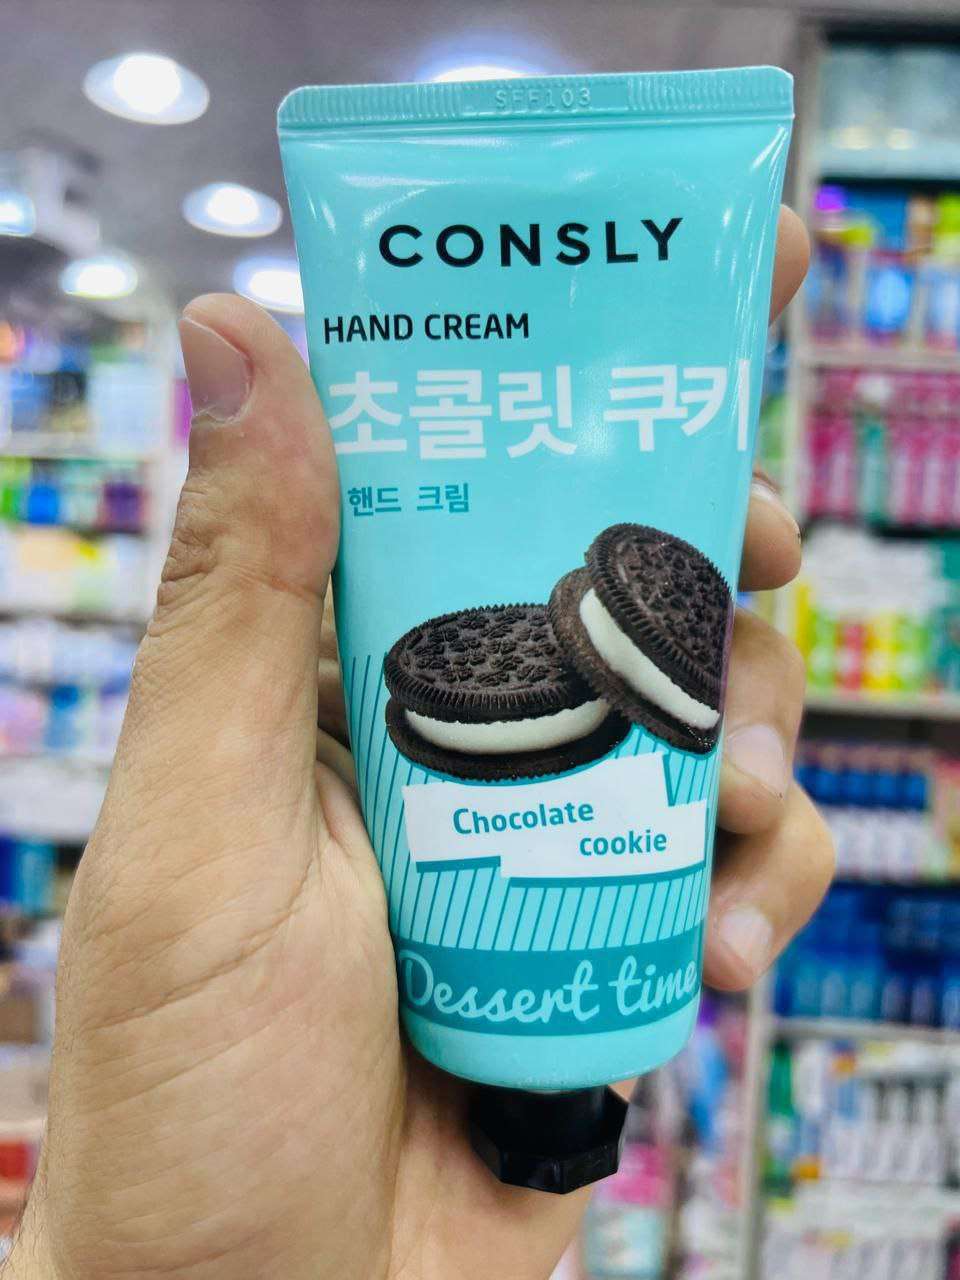 SFF103
CONSLY
HAND CREAM
초콜릿 쿠키
핸드 크림
Chocolate
cookie
Dessert time